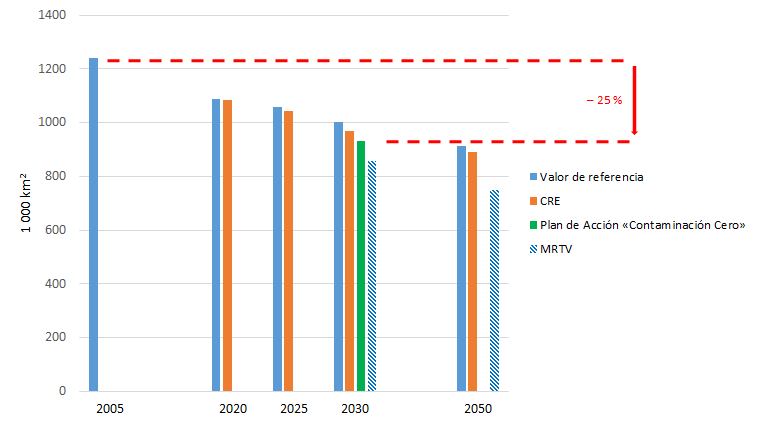 1400
1200
1000
800
600
400
200
0
1 000 km²
2005
2020
2025
2030
2050
– 25 %
Valor de referencia
CRE
Plan de Acción «Contaminación Cero»
MRTV